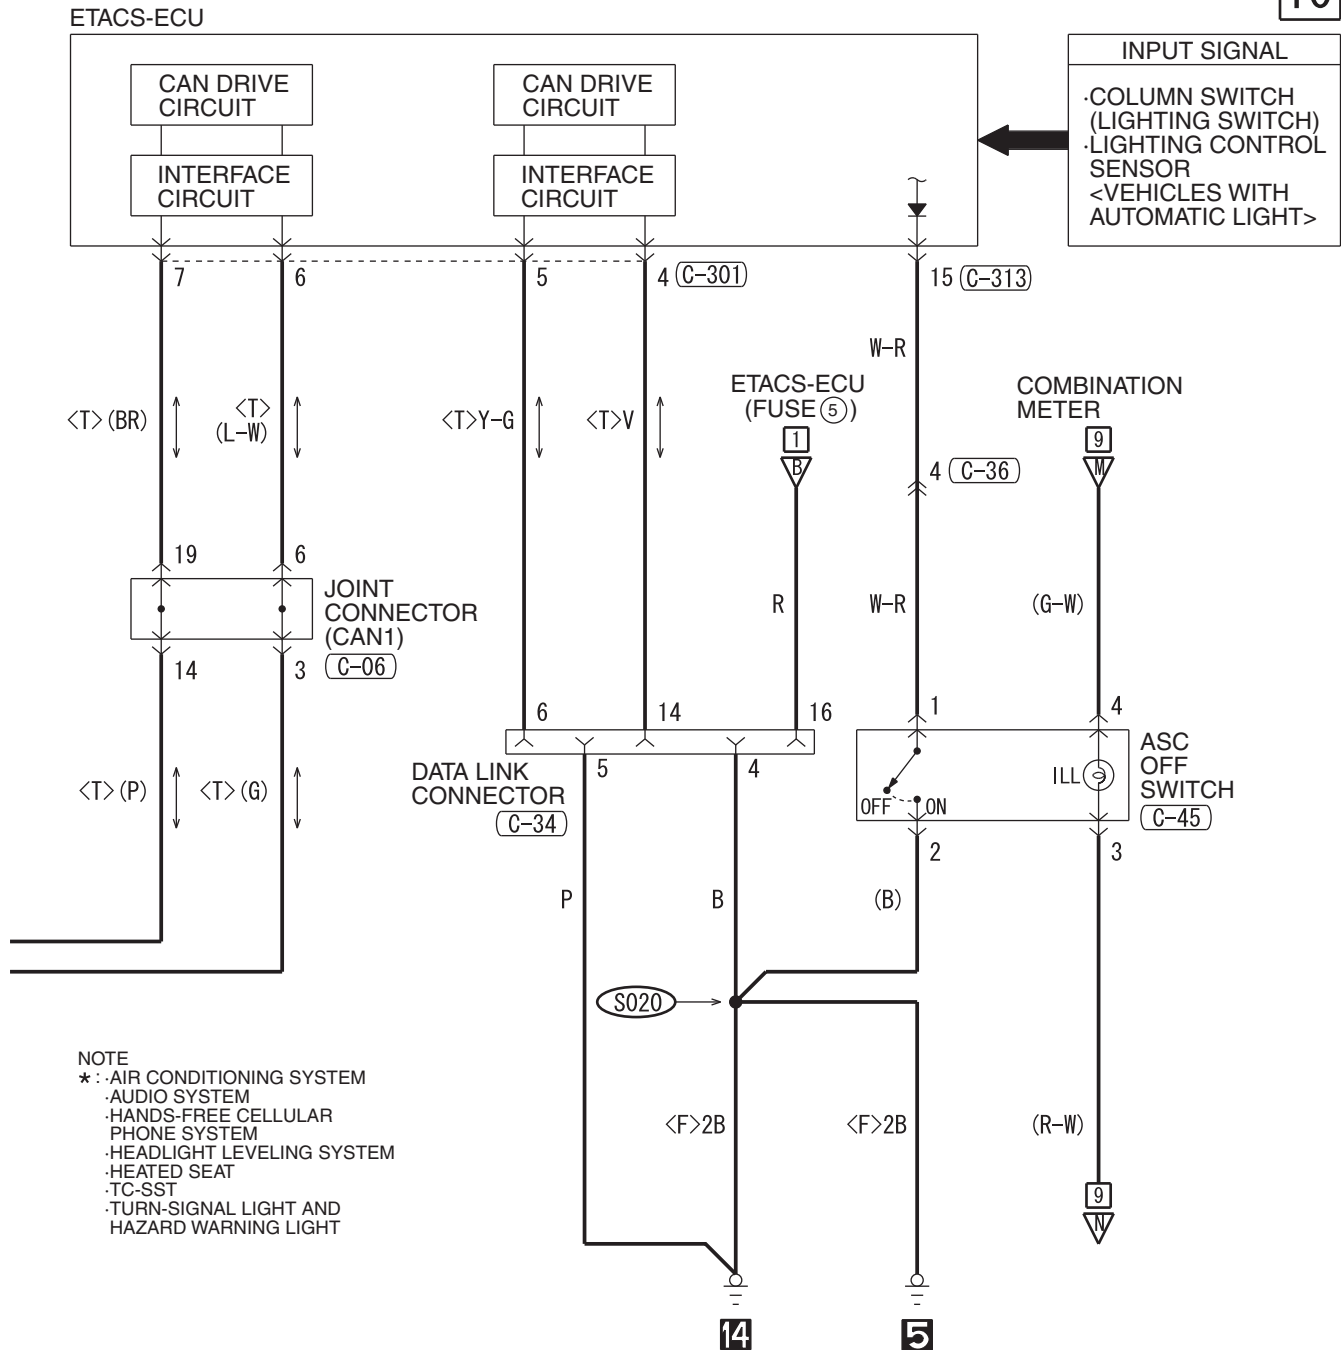 ETACS-ECU
INPUT SIGNAL
·COLUMN SWITCH
(LIGHTING SWITCH)
·LIGHTING CONTROL
SENSOR
<VEHICLES WITH
AUTOMATIC LIGHT>
CAN DRIVE
CIRCUIT
CAN DRIVE
CIRCUIT
INTERFACE
CIRCUIT
INTERFACE
CIRCUIT
7
6
5
4 C-301
15 C-313
W-R
<T>(BR)
<T>
(L-W)
<T>Y-G
<T>V
ETACS-ECU
(FUSE 5)
1
B
COMBINATION
METER
9
M
4 C-36
19
6
JOINT
CONNECTOR
(CAN1)
C-06
R
W-R
(G-W)
14
3
6
14
16
1
4
5
4
DATA LINK
CONNECTOR
C-34
OFF
ON
ILL
ASC
OFF
SWITCH
C-45
2
3
<T>(P)
<T>(G)
P
B
(B)
S020
NOTE
*:·AIR CONDITIONING SYSTEM
·AUDIO SYSTEM
·HANDS-FREE CELLULAR
PHONE SYSTEM
·HEADLIGHT LEVELING SYSTEM
·HEATED SEAT
·TC-SST
·TURN-SIGNAL LIGHT AND
HAZARD WARNING LIGHT
<F>2B
<F>2B
(R-W)
9
N
14
5